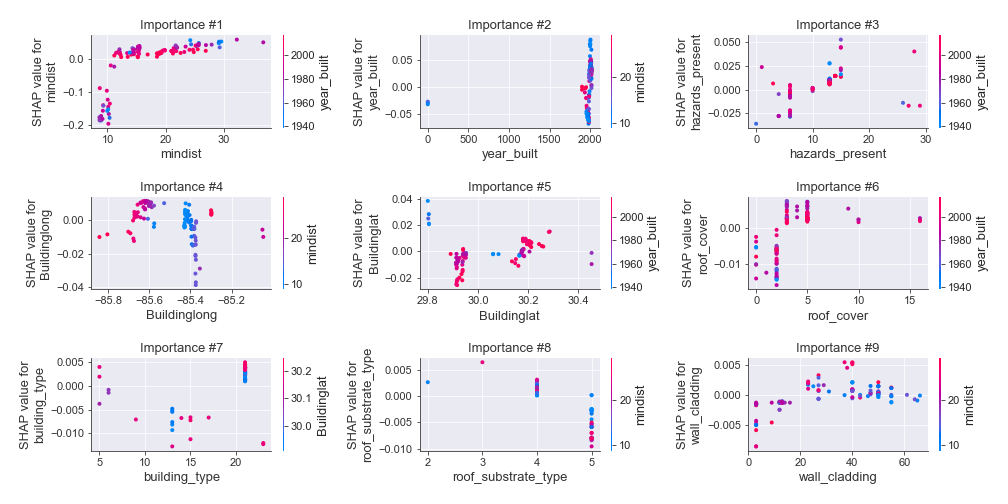 Importance #1
SHAP value for
mindist
0.0
−0.1
−0.2
10
20
30
mindist
2000
1980
1960
1940
year_built
Importance #2
SHAP value for
year_built
0.05
0.00
−0.05
0
500
1000
1500
2000
year_built
20
10
mindist
Importance #3
SHAP value for
hazards_present
0.050
0.025
0.000
−0.025
0
10
20
30
hazards_present
2000
1980
1960
1940
year_built
Importance #4
SHAP value for
Buildinglong
0.00
−0.02
−0.04
−85.8
−85.6
−85.4
−85.2
Buildinglong
20
10
mindist
Importance #5
SHAP value for
Buildinglat
0.04
0.02
0.00
−0.02
29.8
30.0
30.2
30.4
Buildinglat
2000
1980
1960
1940
year_built
Importance #6
SHAP value for
roof_cover
0.00
−0.01
0
5
10
15
roof_cover
2000
1980
1960
1940
year_built
Importance #7
SHAP value for
building_type
0.005
0.000
−0.005
−0.010
5
10
15
20
building_type
30.2
30.0
Buildinglat
Importance #8
SHAP value for
roof_substrate_type
0.005
0.000
−0.005
−0.010
2
3
4
5
roof_substrate_type
20
10
mindist
Importance #9
SHAP value for
wall_cladding
0.005
0.000
−0.005
0
20
40
60
wall_cladding
20
10
mindist